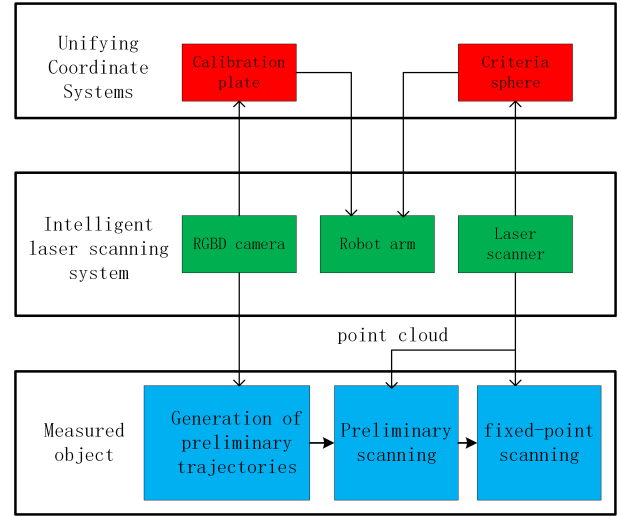 Unifying
Coordinate
Systems
Calibration
plate
Criteria
sphere
Intelligent
laser scanning
system
RGBD camera
Robot arm
Laser
scanner
point cloud
Measured
object
Generation of
preliminary
trajectories
Preliminary
scanning
fixed-point
scanning